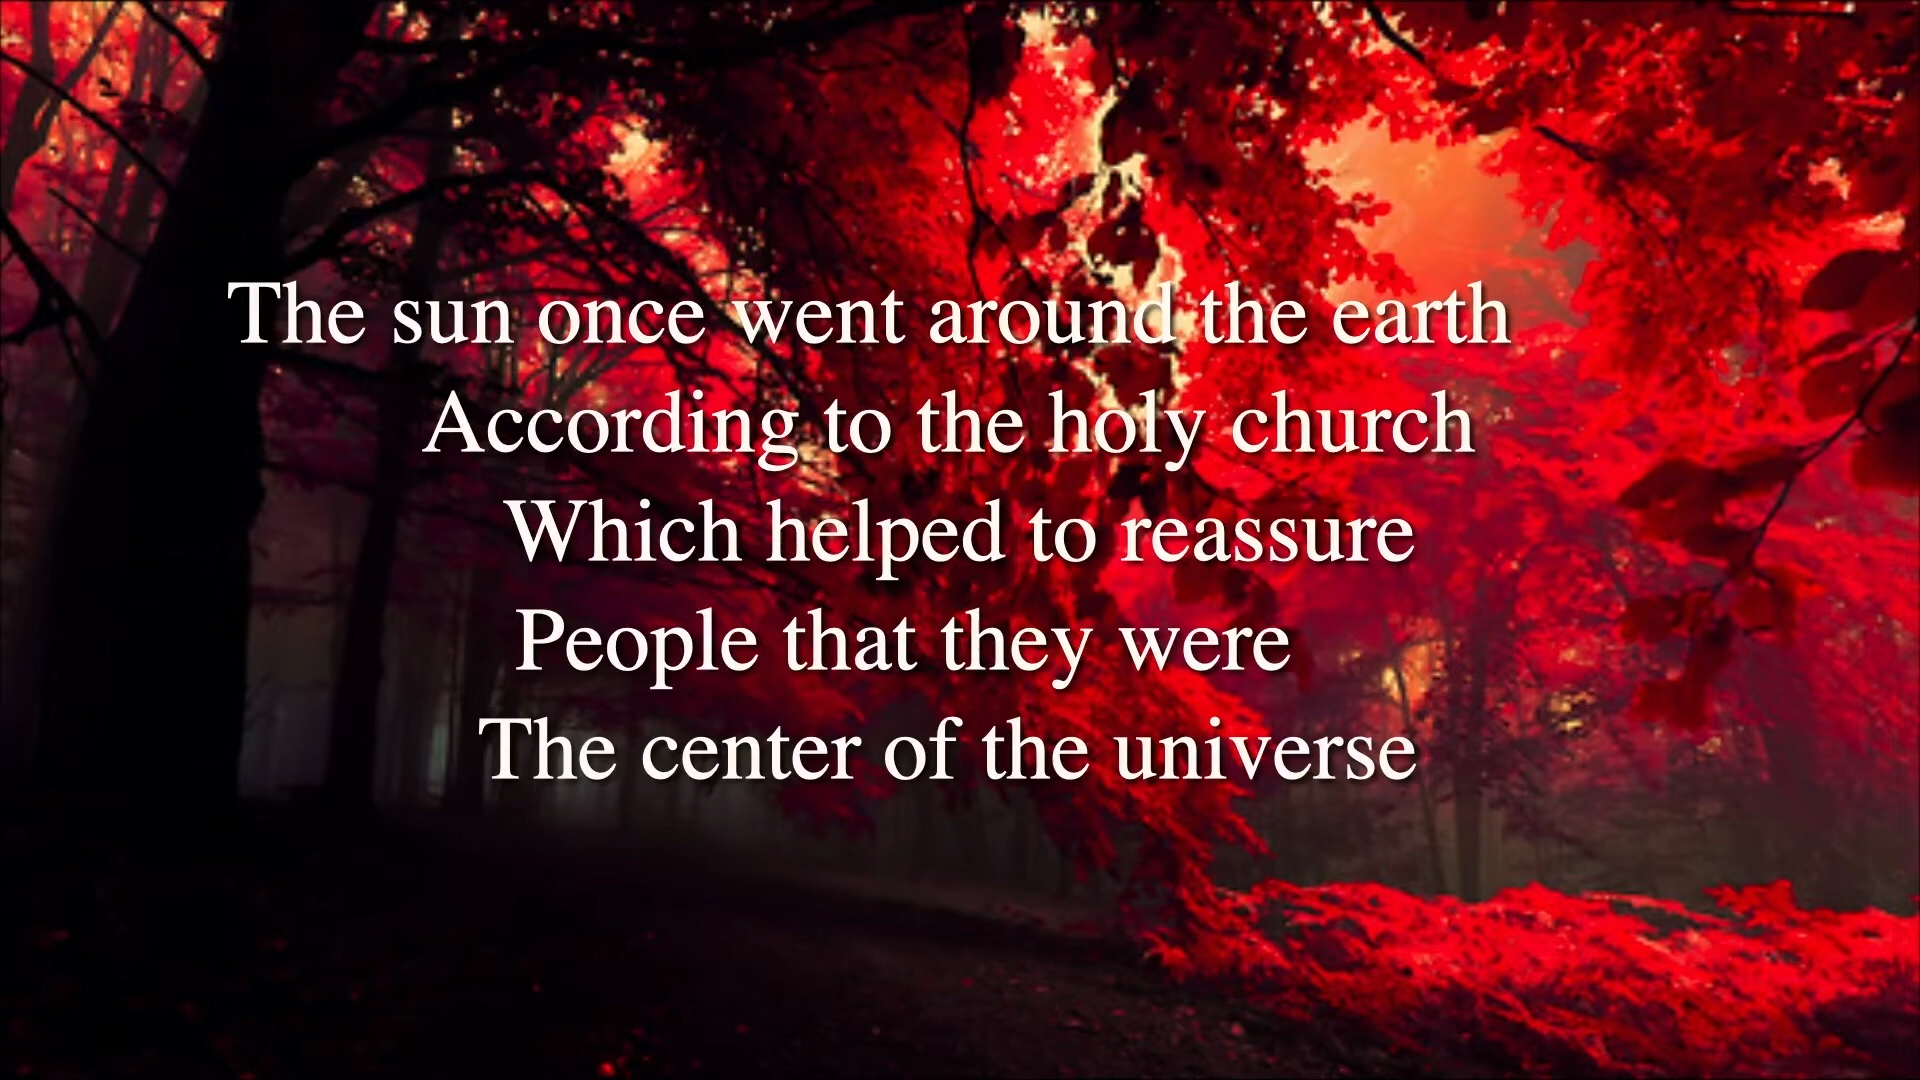 The sun once went around the earth
According to the holy church
Which helped to reassure
People that they were
The center of the universe